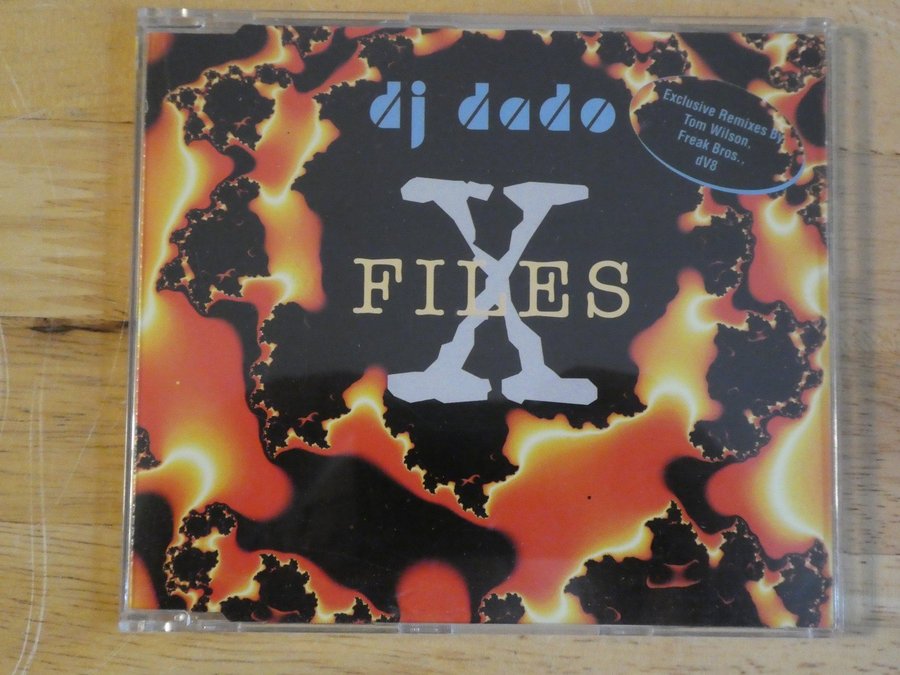 dj dado
Exclusive Remixes By
Tom Wilson,
Freak Bros.,
dV8
X
FILES